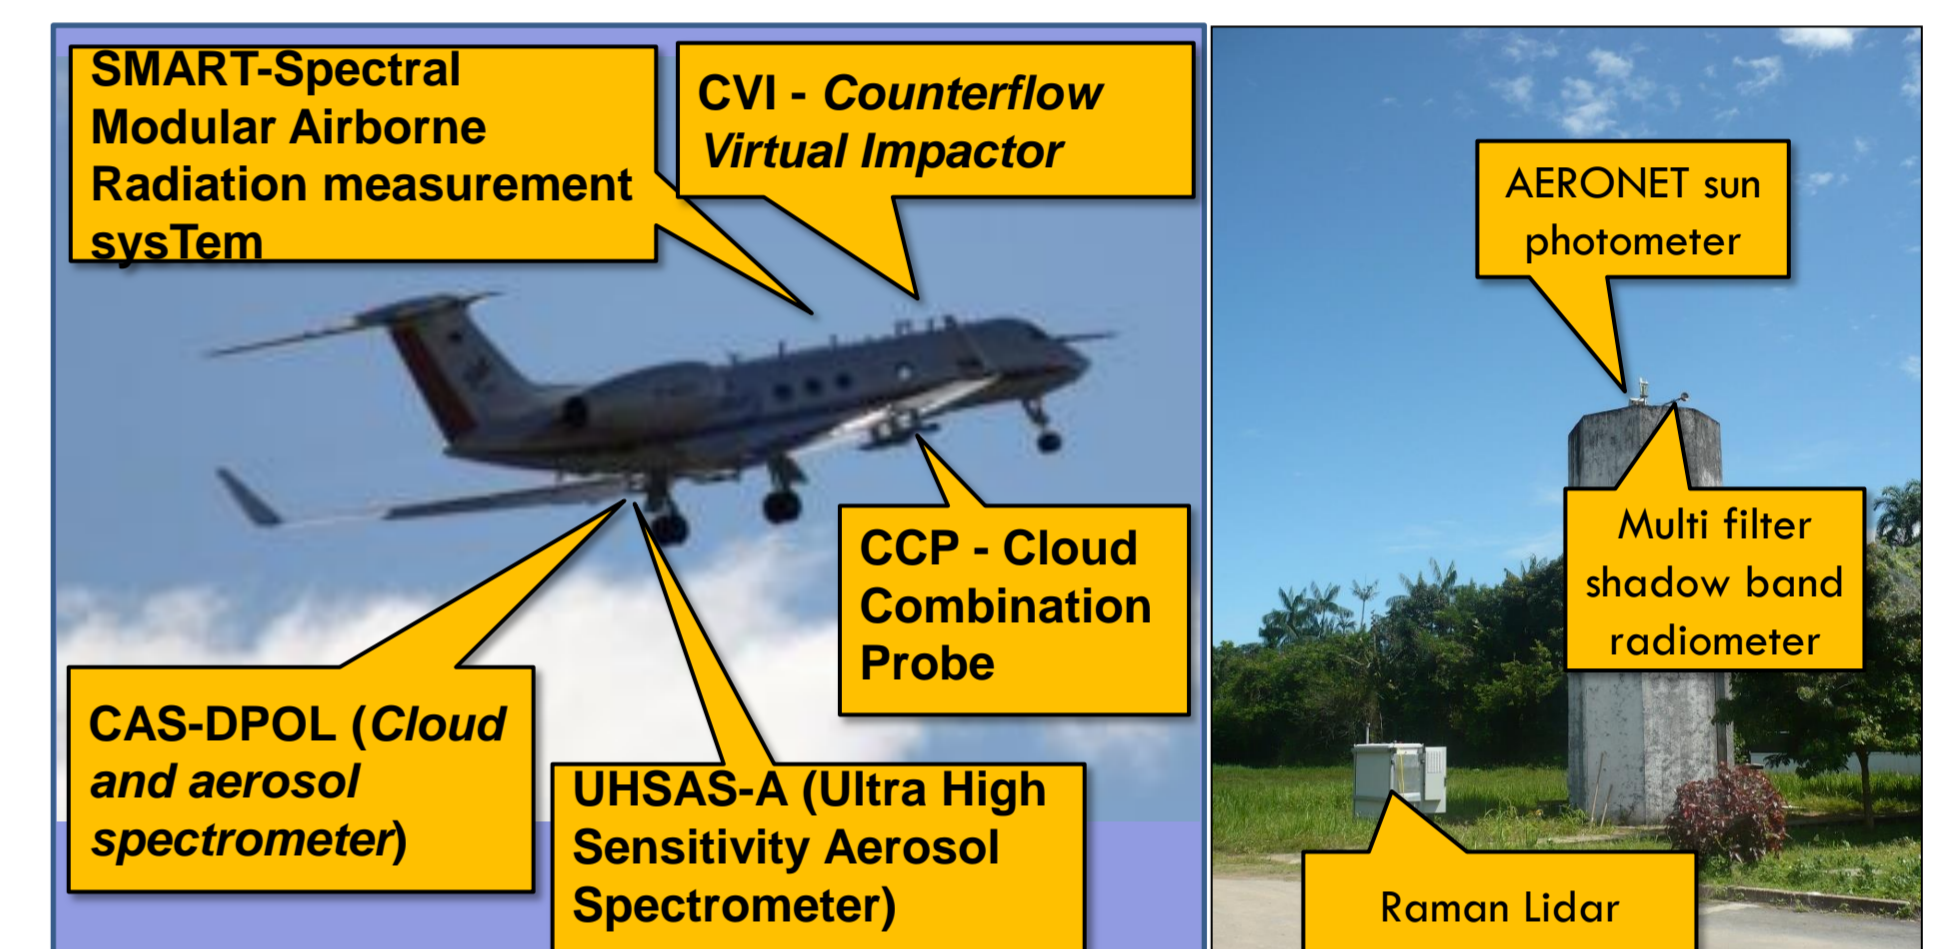 SMART-Spectral
Modular Airborne
Radiation measurement
sysTem
CVI - Counterflow
Virtual Impactor
CCP - Cloud
Combination
Probe
CAS-DPOL (Cloud
and aerosol
spectrometer)
UHSAS-A (Ultra High
Sensitivity Aerosol
Spectrometer)
AERONET sun
photometer
Multi filter
shadow band
radiometer
Raman Lidar